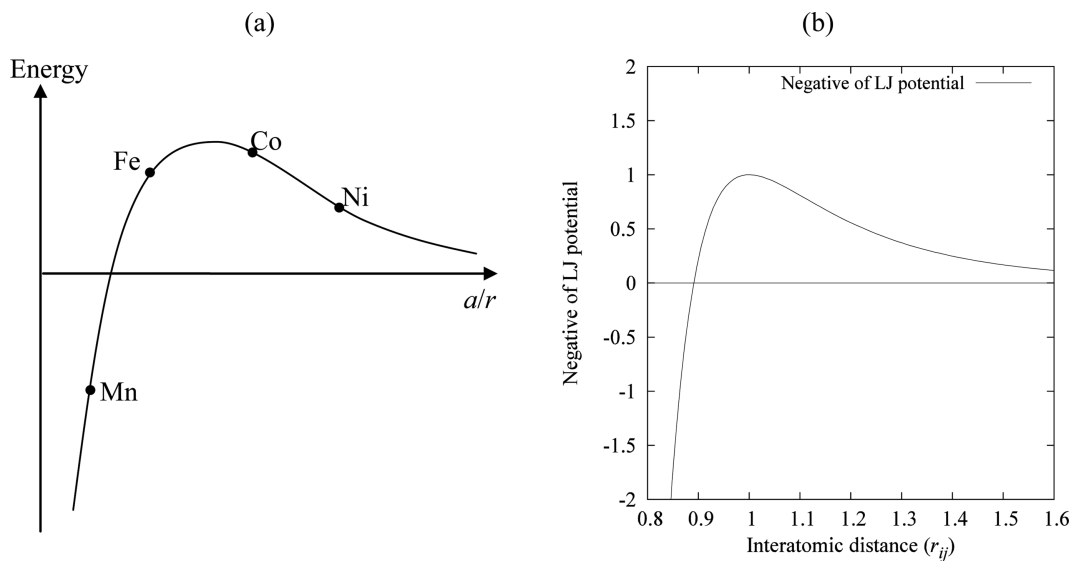 (a)
Energy
Fe
Co
Ni
Mn
a/r
(b)
Negative of LJ potential
Negative of LJ potential
2
1.5
1
0.5
0
-0.5
-1
-1.5
-2
0.8 0.9 1 1.1 1.2 1.3 1.4 1.5 1.6
Interatomic distance (rij)